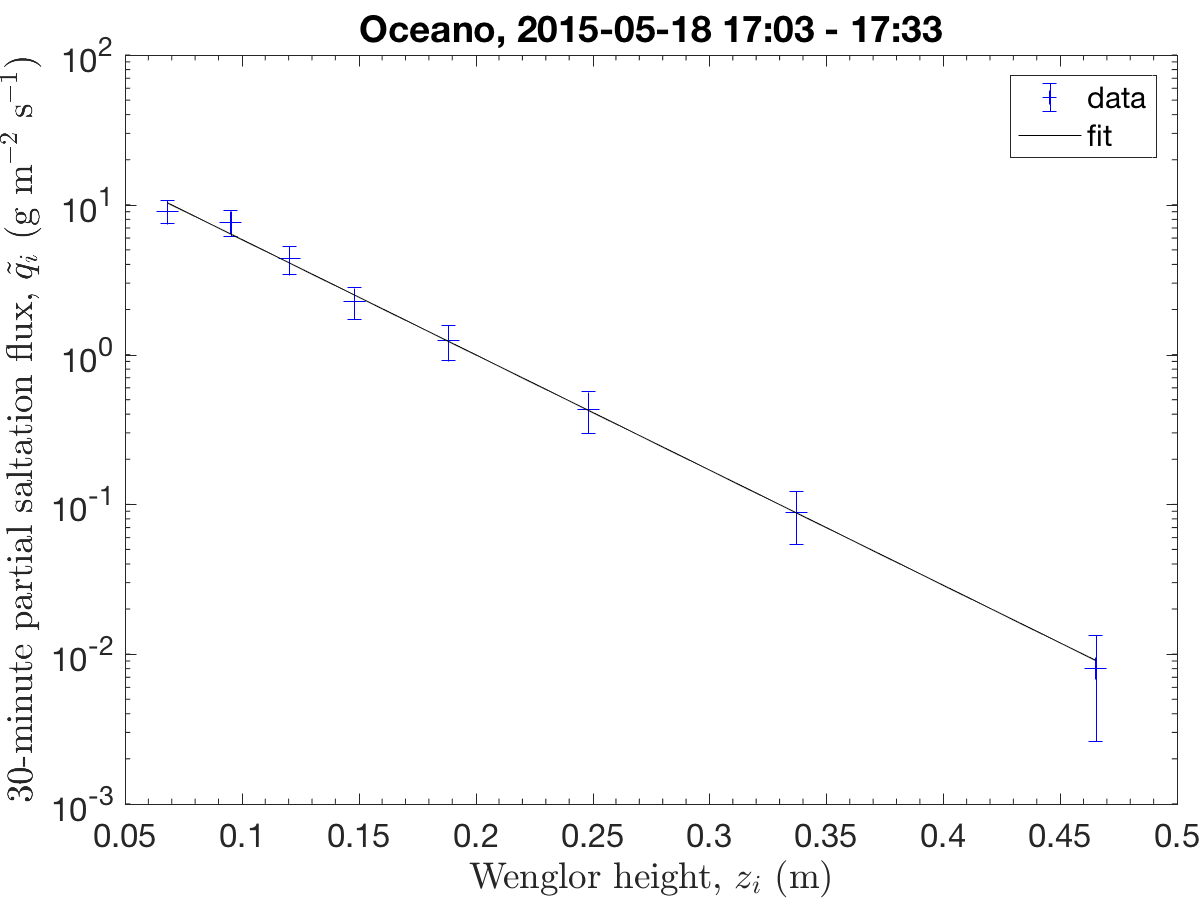 Oceano, 2015-05-18 17:03 - 17:33
30-minute partial saltation flux, q̃ᵢ (g m⁻² s⁻¹)
10²
10¹
10⁰
10⁻¹
10⁻²
10⁻³
data
fit
0.05 0.1 0.15 0.2 0.25 0.3 0.35 0.4 0.45 0.5
Wenglor height, zᵢ (m)